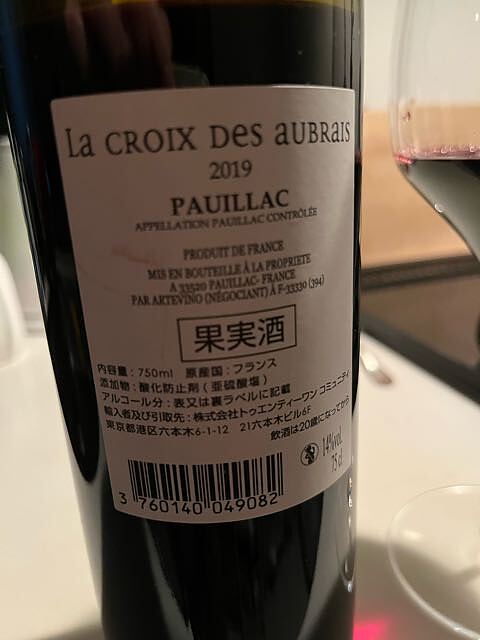 La CROIX Des aUBRaIS
2019
PAUILLAC
APPELLATION PAUILLAC CONTRÔLÉE
PRODUIT DE FRANCE
MIS EN BOUTEILLE À LA PROPRIETE
A 33520 PAUILLAC- FRANCE
PAR ARTEVINO (NÉGOCIANT) À F-33330 (394)
果実酒
内容量：750ml 原産国：フランス
添加物：酸化防止剤(亜硫酸塩)
アルコール分：表又は裏ラベルに記載
輸入者及び引取先：株式会社トゥエンティーワン コミュニティ
東京都港区六本木6-1-12 21六本木ビル6F
飲酒は20歳になってから
14%vol.
75 cl
3 760140 049082